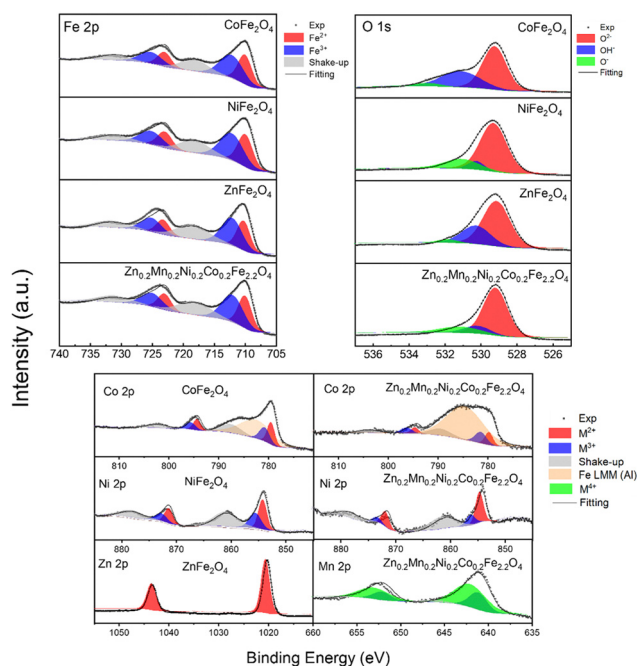 Fe 2p
CoFe₂O₄
NiFe₂O₄
ZnFe₂O₄
Zn₀.₂Mn₀.₂Ni₀.₂Co₀.₂Fe₂.₂O₄
740 735 730 725 720 715 710 705
Exp
Fe²⁺
Fe³⁺
Shake-up
Fitting
O 1s
CoFe₂O₄
NiFe₂O₄
ZnFe₂O₄
Zn₀.₂Mn₀.₂Ni₀.₂Co₀.₂Fe₂.₂O₄
536 534 532 530 528 526
Exp
O²⁻
OH⁻
O⁻
Fitting
Intensity (a.u.)
Co 2p CoFe₂O₄
810 800 790 780
Co 2p Zn₀.₂Mn₀.₂Ni₀.₂Co₀.₂Fe₂.₂O₄
810 800 790 780
Ni 2p NiFe₂O₄
880 870 860 850
Ni 2p Zn₀.₂Mn₀.₂Ni₀.₂Co₀.₂Fe₂.₂O₄
880 870 860 850
Zn 2p ZnFe₂O₄
1050 1040 1030 1020
Mn 2p Zn₀.₂Mn₀.₂Ni₀.₂Co₀.₂Fe₂.₂O₄
660 655 650 645 640 635
Exp
M²⁺
M³⁺
Shake-up
Fe LMM (Al)
M⁴⁺
Fitting
Binding Energy (eV)